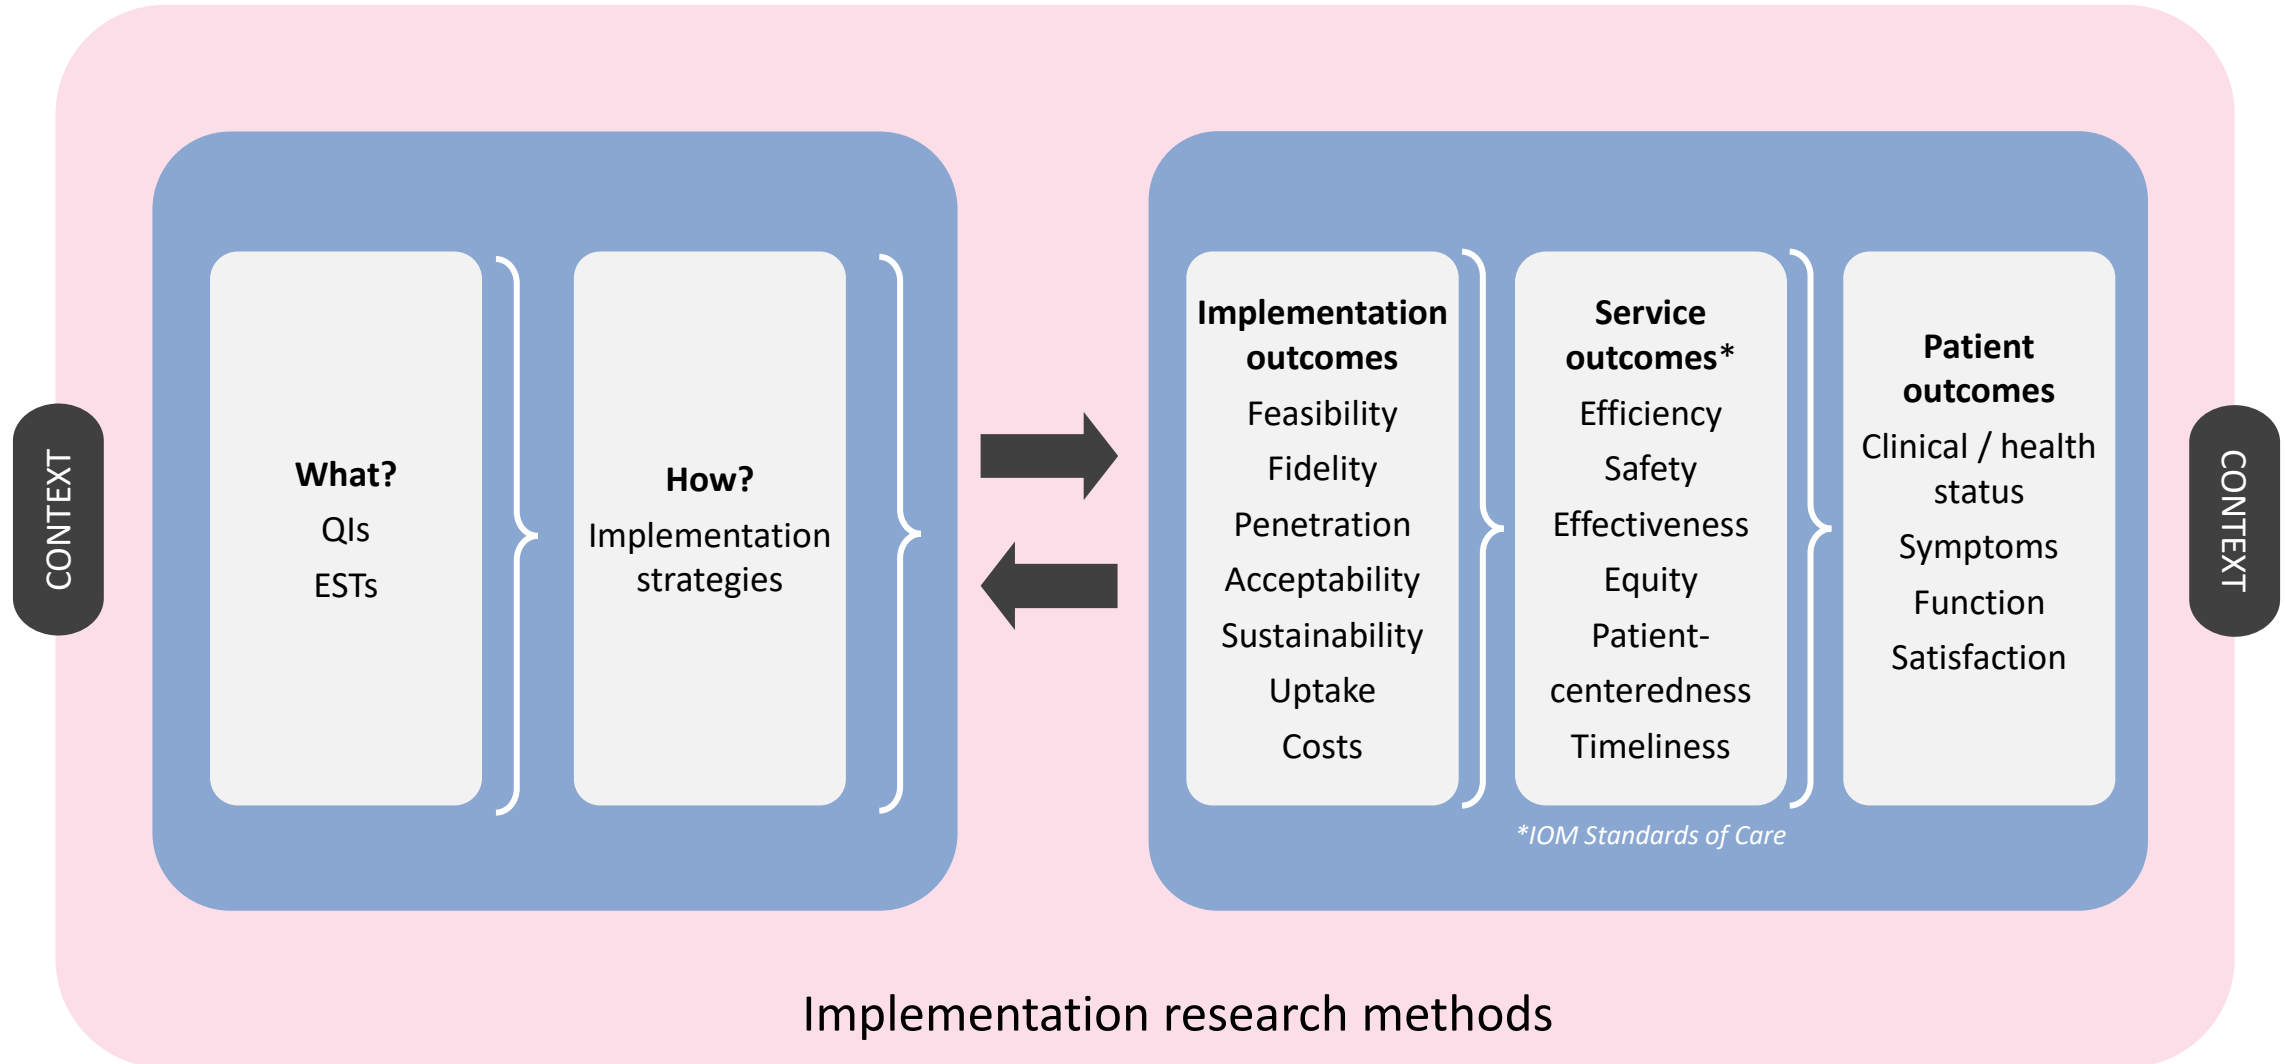 CONTEXT
What?
QIs
ESTs
How?
Implementation
strategies
Implementation
outcomes
Feasibility
Fidelity
Penetration
Acceptability
Sustainability
Uptake
Costs
Service
outcomes*
Efficiency
Safety
Effectiveness
Equity
Patient-
centeredness
Timeliness
*IOM Standards of Care
Patient
outcomes
Clinical / health
status
Symptoms
Function
Satisfaction
CONTEXT
Implementation research methods